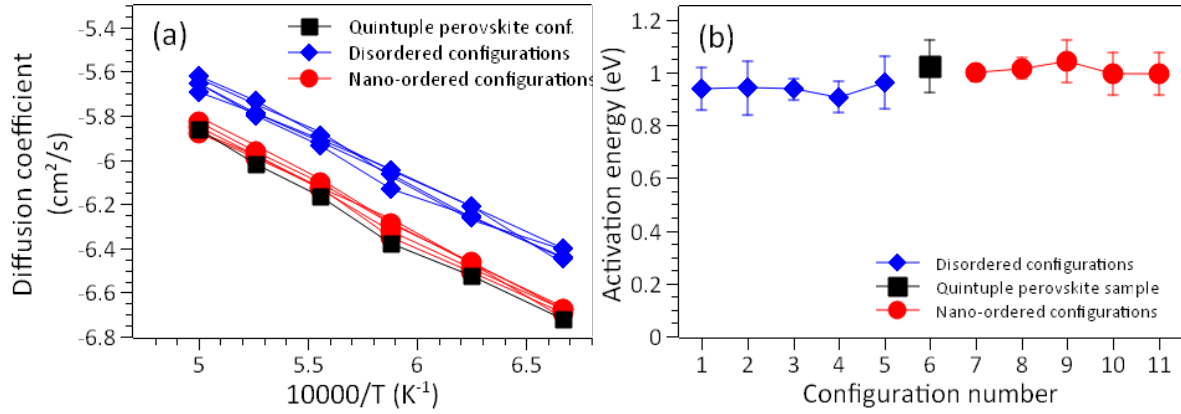 (a)
Quintuple perovskite conf.
Disordered configurations
Nano-ordered configurations
Diffusion coefficient
(cm²/s)
-5.4
-5.6
-5.8
-6
-6.2
-6.4
-6.6
-6.8
5 5.5 6 6.5
10000/T (K⁻¹)
(b)
Activation energy (eV)
1.2
1
0.8
0.6
0.4
0.2
0
Disordered configurations
Quintuple perovskite sample
Nano-ordered configurations
1 2 3 4 5 6 7 8 9 10 11
Configuration number